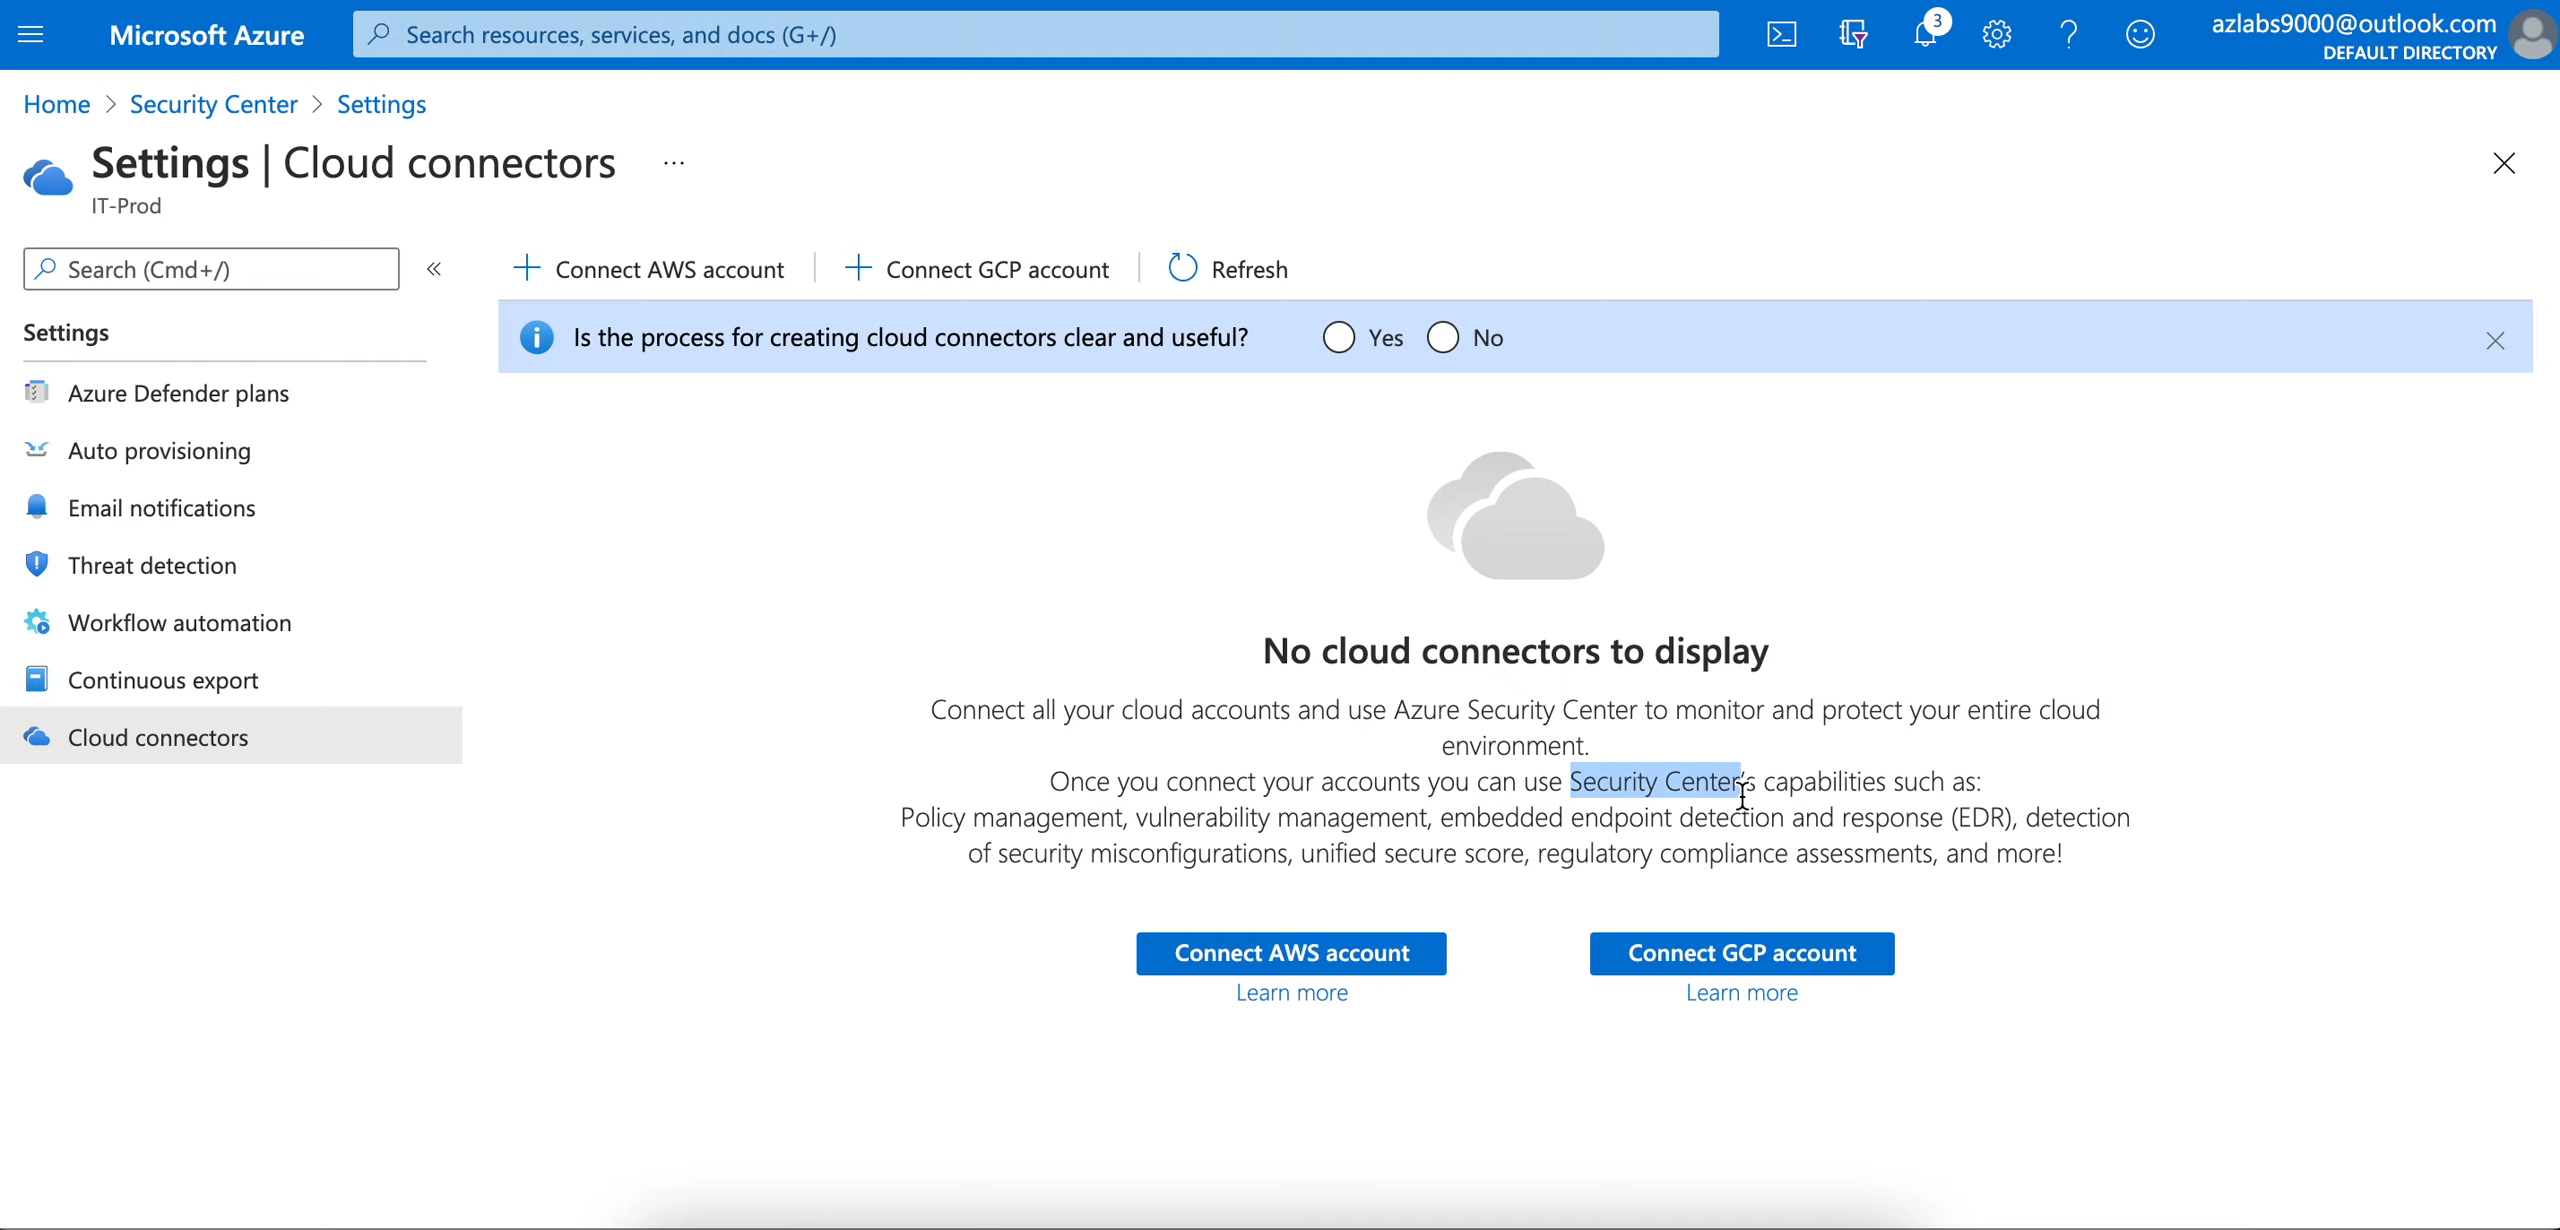 Microsoft Azure
Search resources, services, and docs (G+/)
3
azlabs9000@outlook.com
DEFAULT DIRECTORY
Home > Security Center > Settings
Settings | Cloud connectors ...
IT-Prod
Search (Cmd+/)
«
Connect AWS account
Connect GCP account
Refresh
Settings
Is the process for creating cloud connectors clear and useful? Yes No
Azure Defender plans
Auto provisioning
Email notifications
Threat detection
Workflow automation
Continuous export
Cloud connectors
No cloud connectors to display
Connect all your cloud accounts and use Azure Security Center to monitor and protect your entire cloud
environment.
Once you connect your accounts you can use Security Center's capabilities such as:
Policy management, vulnerability management, embedded endpoint detection and response (EDR), detection
of security misconfigurations, unified secure score, regulatory compliance assessments, and more!
Connect AWS account
Connect GCP account
Learn more
Learn more